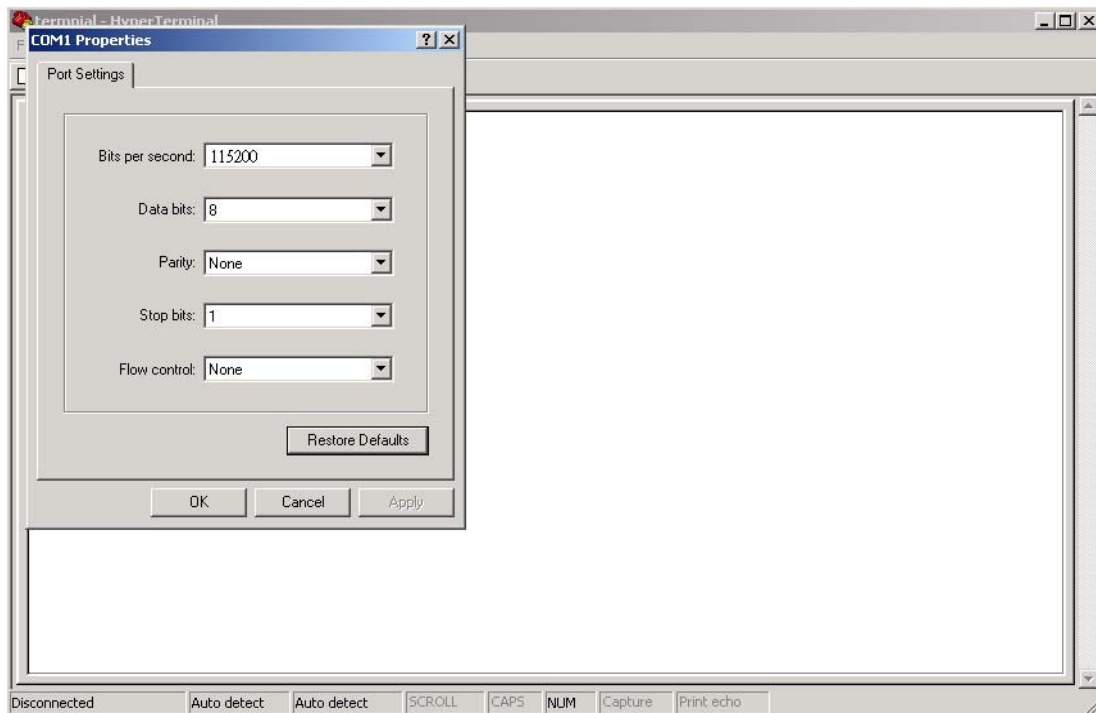 termpial - HyperTerminal
COM1 Properties
F
Port Settings
Bits per second: 115200
Data bits: 8
Parity: None
Stop bits: 1
Flow control: None
Restore Defaults
OK Cancel Apply
Disconnected Auto detect Auto detect SCROLL CAPS NUM Capture Print echo